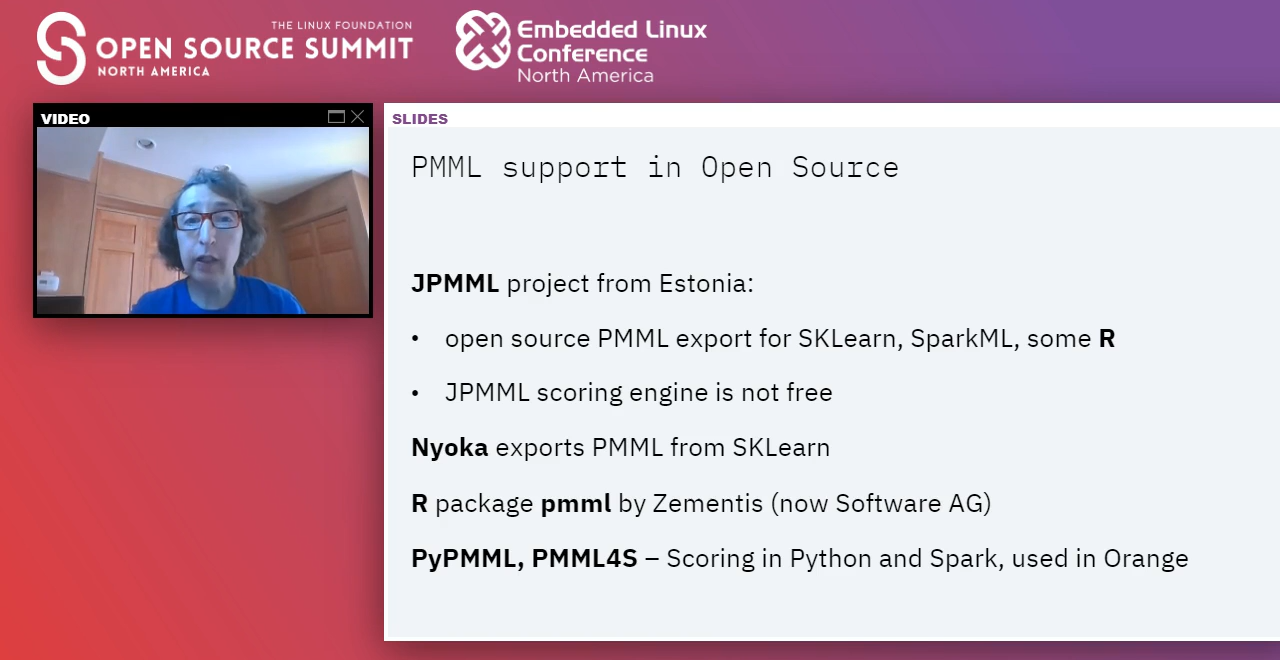 THE LINUX FOUNDATION
OPEN SOURCE SUMMIT
NORTH AMERICA
Embedded Linux
Conference
North America
VIDEO
SLIDES
PMML support in Open Source
JPMML project from Estonia:
• open source PMML export for SKLearn, SparkML, some R
• JPMML scoring engine is not free
Nyoka exports PMML from SKLearn
R package pmml by Zementis (now Software AG)
PyPMML, PMML4S – Scoring in Python and Spark, used in Orange